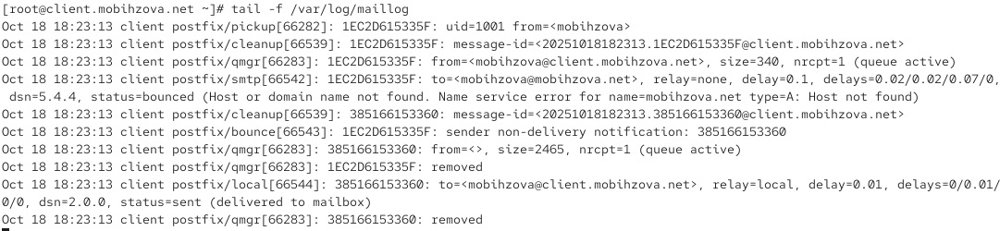 [root@client.mobihzova.net ~]# tail -f /var/log/maillog
Oct 18 18:23:13 client postfix/pickup[66282]: 1EC2D615335F: uid=1001 from=<mobihzova>
Oct 18 18:23:13 client postfix/cleanup[66539]: 1EC2D615335F: message-id=<20251018182313.1EC2D615335F@client.mobihzova.net>
Oct 18 18:23:13 client postfix/qmgr[66283]: 1EC2D615335F: from=<mobihzova@client.mobihzova.net>, size=340, nrcpt=1 (queue active)
Oct 18 18:23:13 client postfix/smtp[66542]: 1EC2D615335F: to=<mobihzova@mobihzova.net>, relay=none, delay=0.1, delays=0.02/0.02/0.07/0,
 dsn=5.4.4, status=bounced (Host or domain name not found. Name service error for name=mobihzova.net type=A: Host not found)
Oct 18 18:23:13 client postfix/cleanup[66539]: 385166153360: message-id=<20251018182313.385166153360@client.mobihzova.net>
Oct 18 18:23:13 client postfix/bounce[66543]: 1EC2D615335F: sender non-delivery notification: 385166153360
Oct 18 18:23:13 client postfix/qmgr[66283]: 385166153360: from=<>, size=2465, nrcpt=1 (queue active)
Oct 18 18:23:13 client postfix/qmgr[66283]: 1EC2D615335F: removed
Oct 18 18:23:13 client postfix/local[66544]: 385166153360: to=<mobihzova@client.mobihzova.net>, relay=local, delay=0.01, delays=0/0.01/
0/0, dsn=2.0.0, status=sent (delivered to mailbox)
Oct 18 18:23:13 client postfix/qmgr[66283]: 385166153360: removed